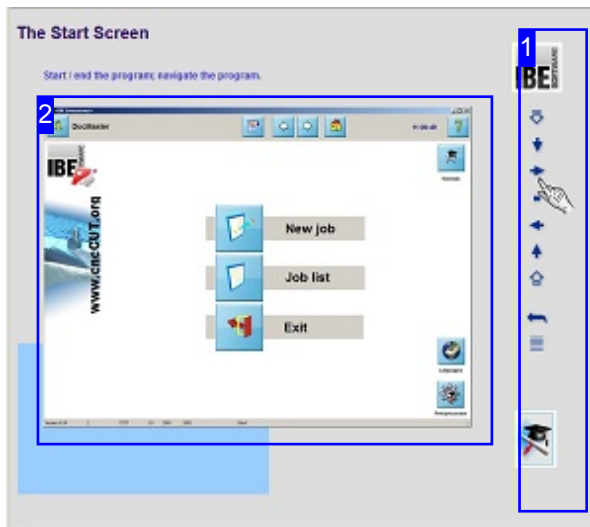 The Start Screen
1
IBE
SOFTWARE
Start / end the program; navigate the program.
2
DocMaster
?
IBE
www.cncCUT.org
New job
Job list
Exit